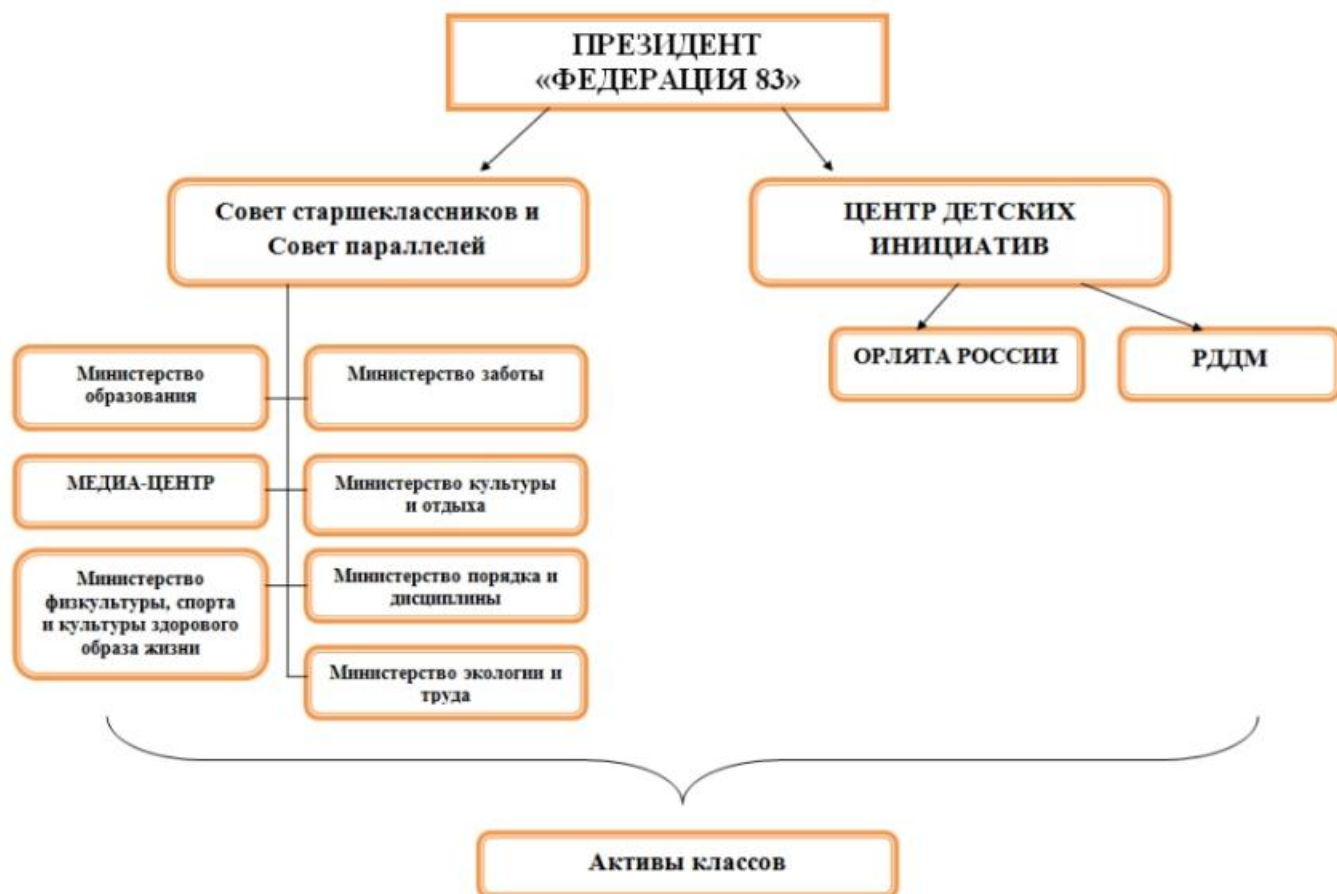 ПРЕЗИДЕНТ
«ФЕДЕРАЦИЯ 83»
Совет старшеклассников и
Совет параллелей
ЦЕНТР ДЕТСКИХ
ИНИЦИАТИВ
ОРЛЯТА РОССИИ
РДДМ
Министерство
образования
Министерство заботы
МЕДИА-ЦЕНТР
Министерство культуры
и отдыха
Министерство
физкультуры, спорта
и культуры здорового
образа жизни
Министерство порядка и
дисциплины
Министерство экологии и
труда
Активы классов